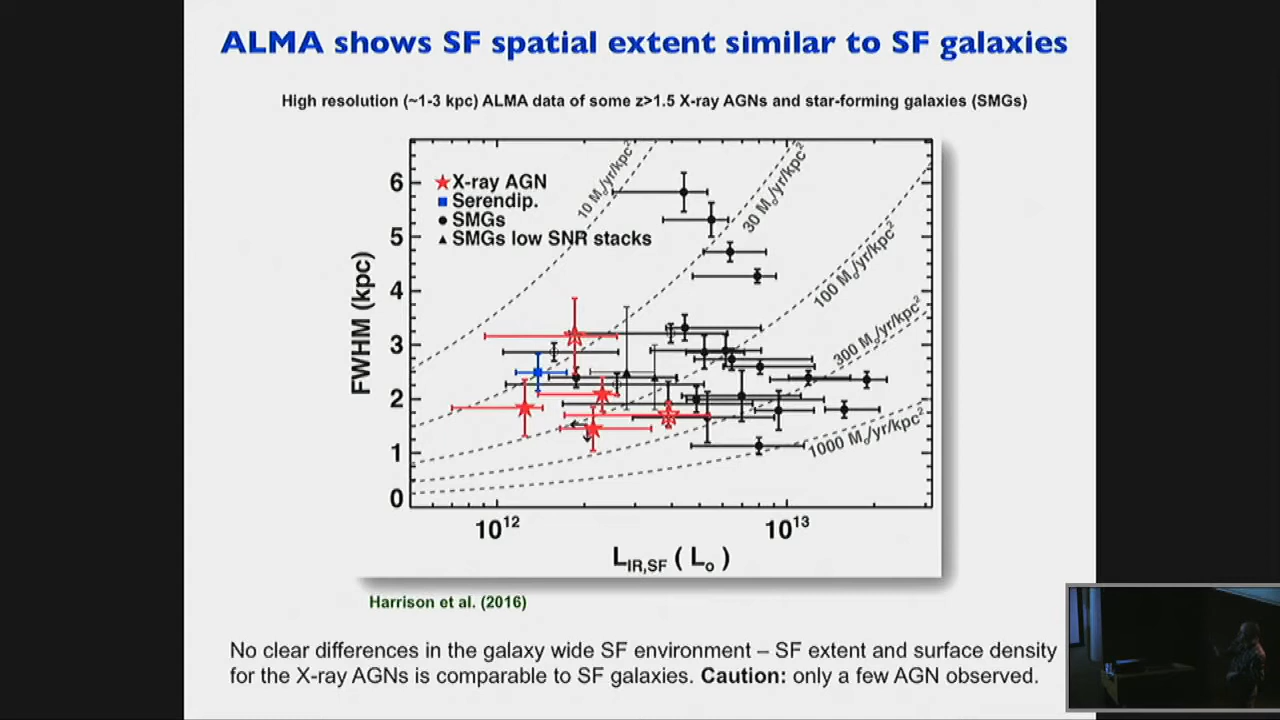 ALMA shows SF spatial extent similar to SF galaxies
High resolution (~1-3 kpc) ALMA data of some z>1.5 X-ray AGNs and star-forming galaxies (SMGs)
X-ray AGN
Serendip.
SMGs
SMGs low SNR stacks
10 M☉/yr/kpc²
30 M☉/yr/kpc²
100 M☉/yr/kpc²
300 M☉/yr/kpc²
1000 M☉/yr/kpc²
FWHM (kpc)
6
5
4
3
2
1
0
10¹²
10¹³
L_IR,SF ( L_o )
Harrison et al. (2016)
No clear differences in the galaxy wide SF environment – SF extent and surface density
for the X-ray AGNs is comparable to SF galaxies. Caution: only a few AGN observed.